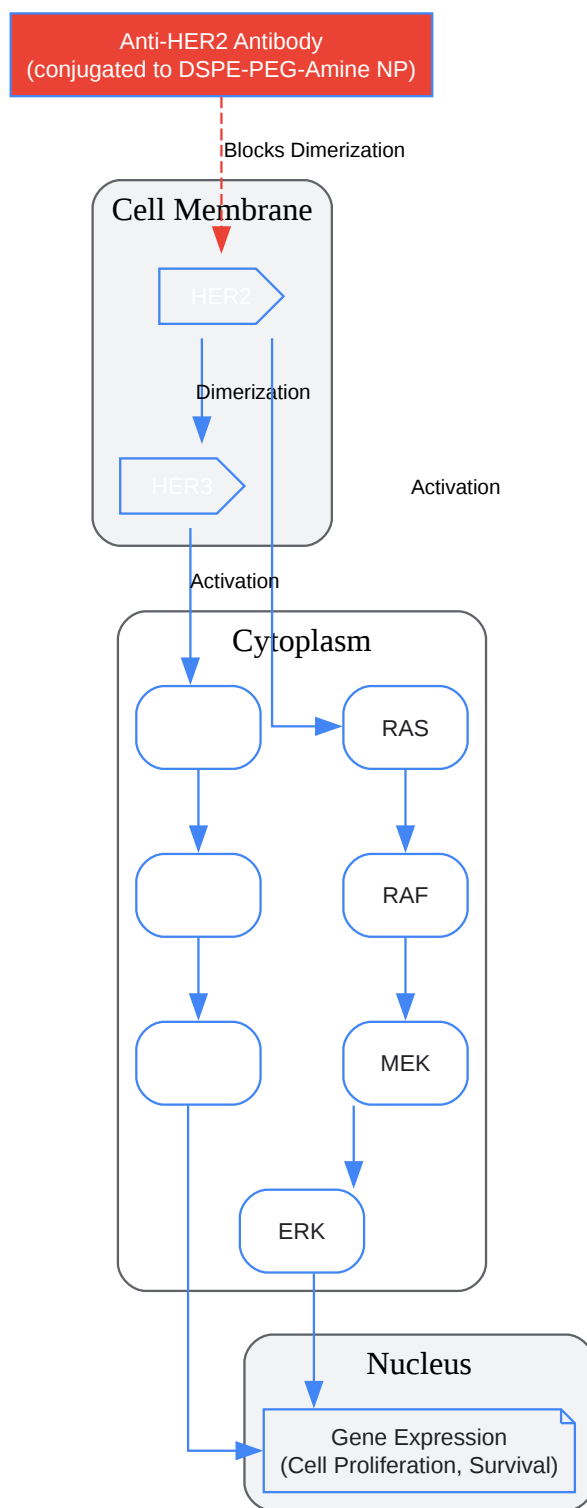 Anti-HER2 Antibody
(conjugated to DSPE-PEG-Amine NP)
Blocks Dimerization
Cell Membrane
HER2
Dimerization
HER3
Activation
Activation
Cytoplasm
RAS
RAF
MEK
ERK
Nucleus
Gene Expression
(Cell Proliferation, Survival)